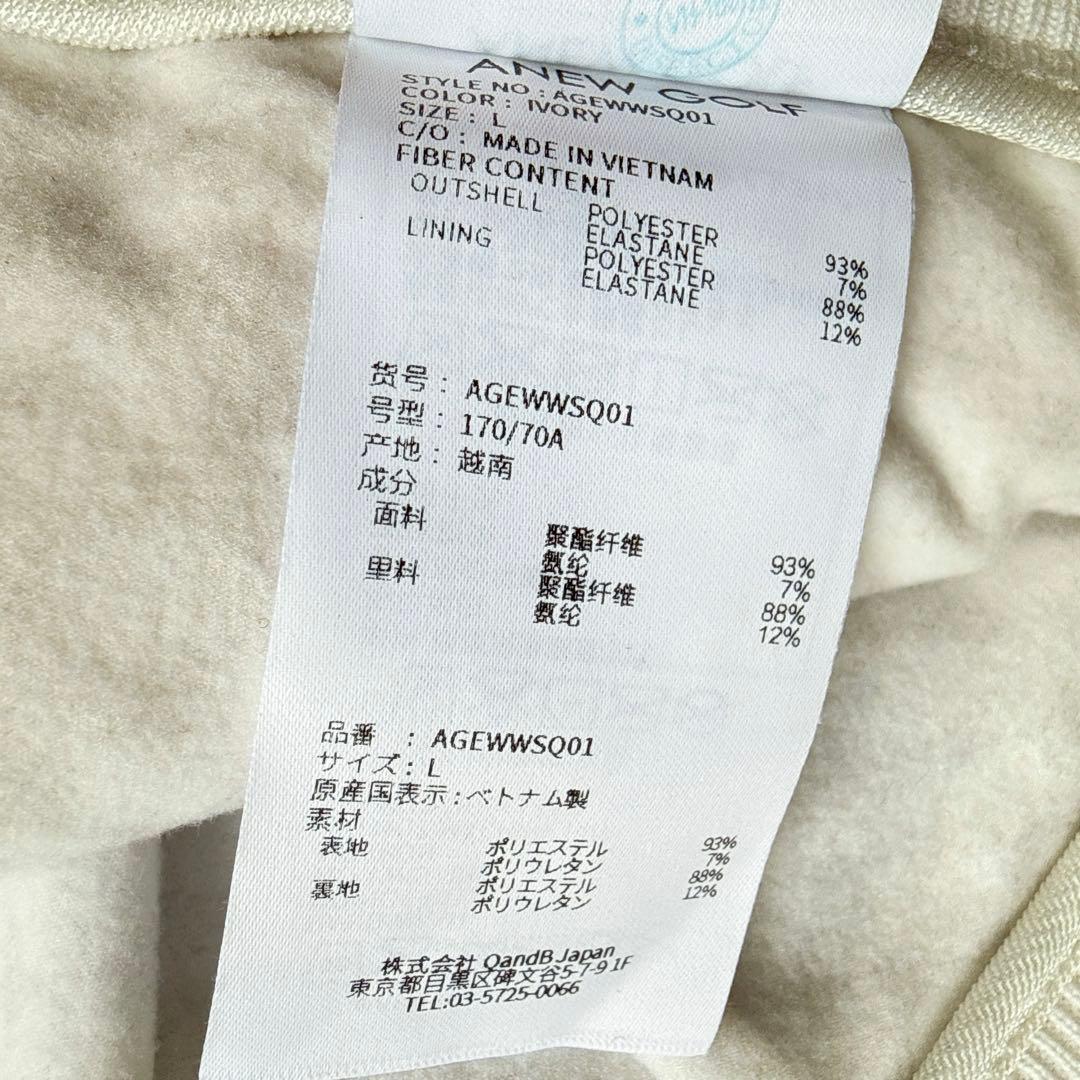 ANEW GOLF
STYLE NO : AGEWWSQ01
COLOR : IVORY
SIZE : L
C/O : MADE IN VIETNAM
FIBER CONTENT
OUTSHELL POLYESTER 93%
ELASTANE 7%
LINING POLYESTER 88%
ELASTANE 12%
货号 : AGEWWSQ01
号型 : 170/70A
产地 : 越南
成分
面料 聚酯纤维 93%
氨纶 7%
里料 聚酯纤维 88%
氨纶 12%
品番 : AGEWWSQ01
サイズ : L
原産国表示 : ベトナム製
素材
表地 ポリエステル 93%
ポリウレタン 7%
裏地 ポリエステル 88%
ポリウレタン 12%
株式会社 QandB Japan
東京都目黒区碑文谷5-7-9 1F
TEL:03-5725-0066